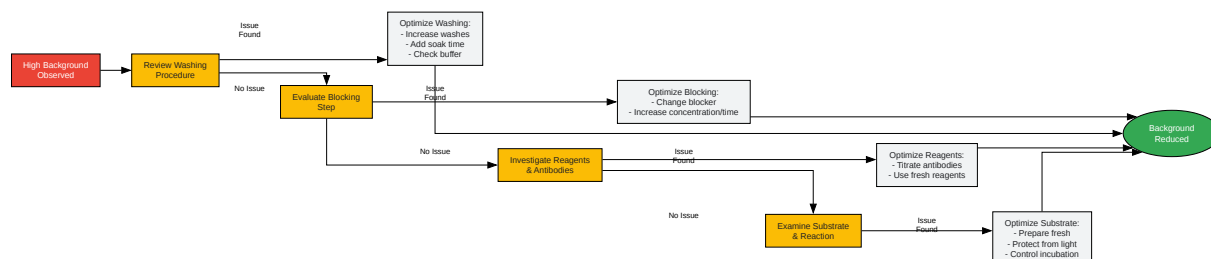 High Background
Observed
Review Washing
Procedure
Issue
Found
No Issue
Optimize Washing:
- Increase washes
- Add soak time
- Check buffer
Evaluate Blocking
Step
Issue
Found
No Issue
Optimize Blocking:
- Change blocker
- Increase concentration/time
Investigate Reagents
& Antibodies
Issue
Found
No Issue
Optimize Reagents:
- Titrate antibodies
- Use fresh reagents
Examine Substrate
& Reaction
Issue
Found
Optimize Substrate:
- Prepare fresh
- Protect from light
- Control incubation
Background
Reduced